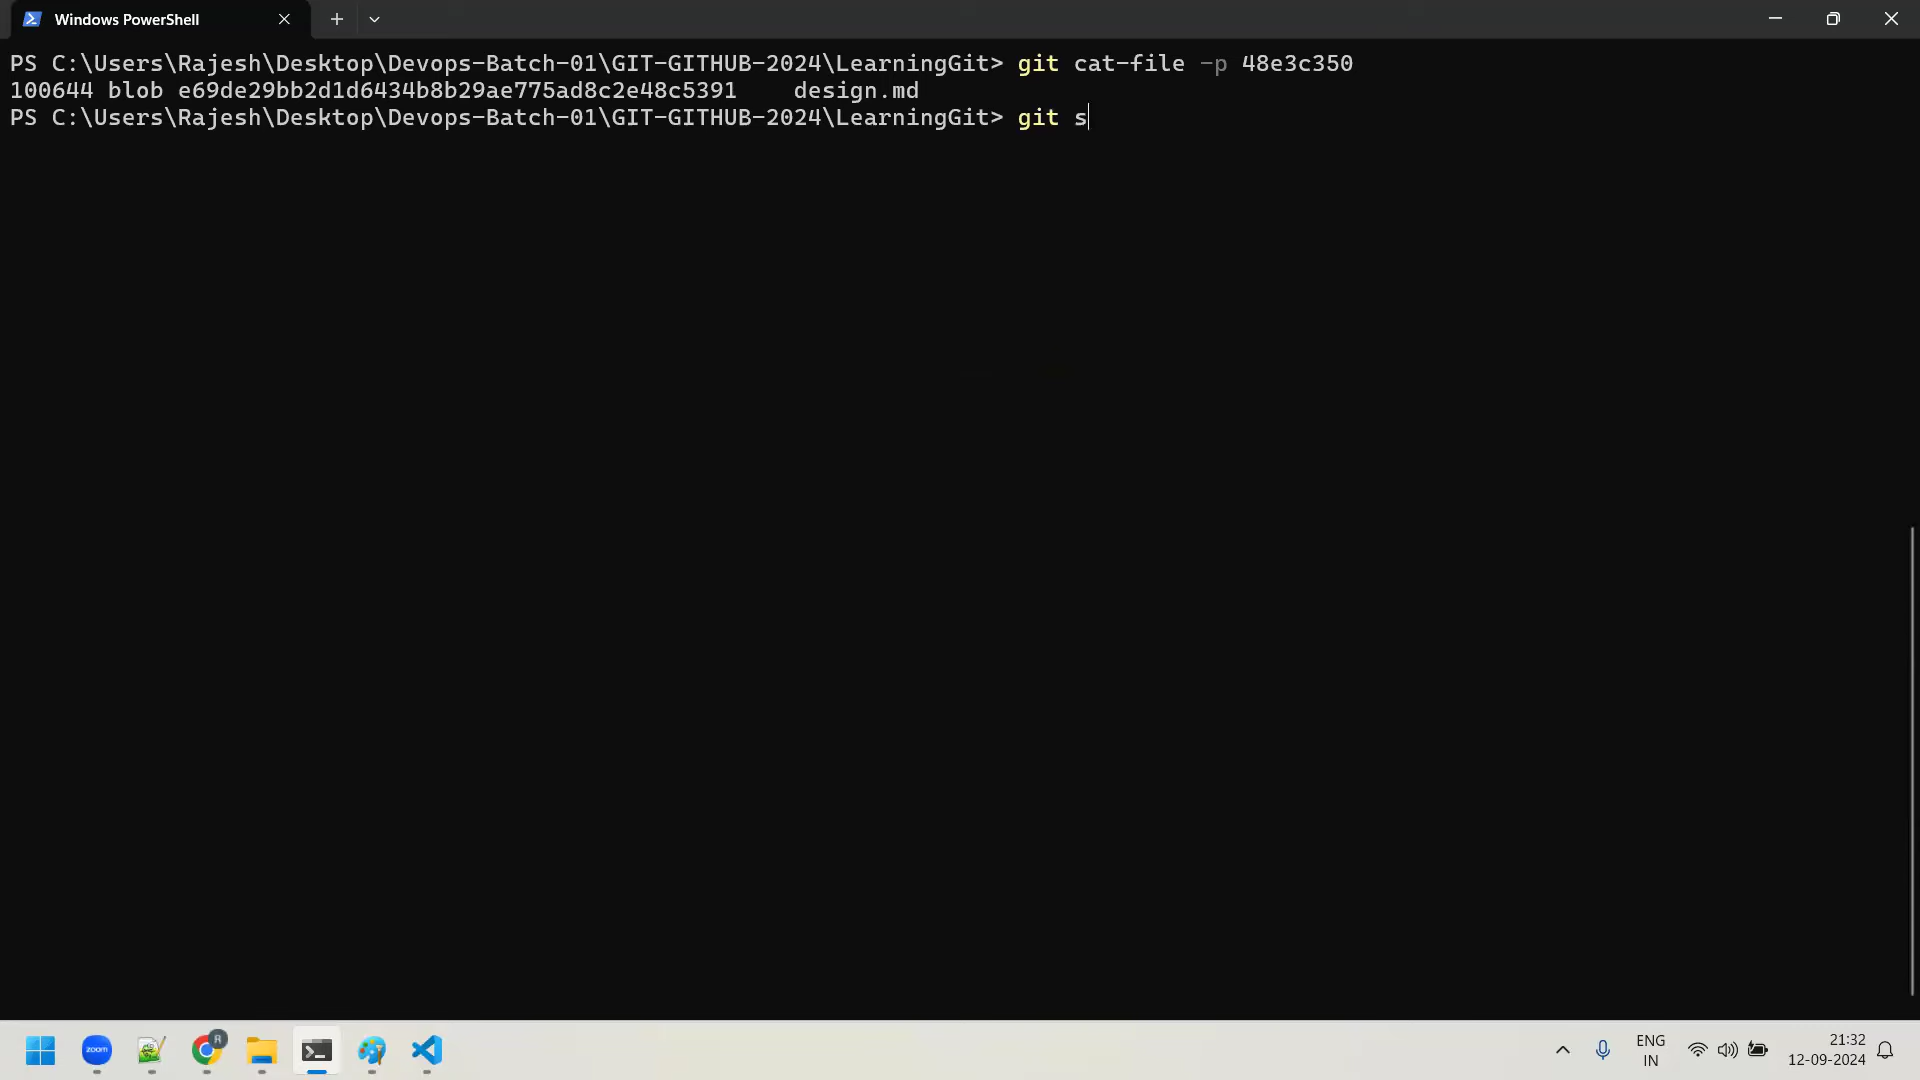 Windows PowerShell
PS C:\Users\Rajesh\Desktop\Devops-Batch-01\GIT-GITHUB-2024\LearningGit> git cat-file -p 48e3c350
100644 blob e69de29bb2d1d6434b8b29ae775ad8c2e48c5391    design.md
PS C:\Users\Rajesh\Desktop\Devops-Batch-01\GIT-GITHUB-2024\LearningGit> git s
zoom
R
ENG
IN
21:32
12-09-2024